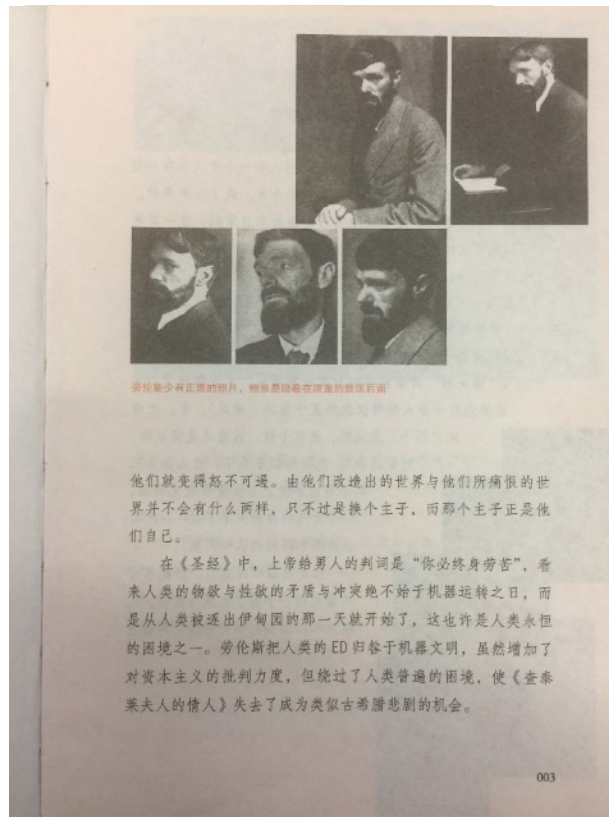 劳伦斯少有正面的照片，他总是隐蔽在浓重的胡须后面
他们就变得怒不可遏。由他们改造出的世界与他们所痛恨的世
界并不会有什么两样，只不过是换个主子，而那个主子正是他
们自己。
在《圣经》中，上帝给男人的判词是“你必终身劳苦”，看
来人类的物欲与性欲的矛盾与冲突绝不始于机器运转之日，而
是从人类被逐出伊甸园的那一天就开始了，这也许是人类永恒
的困境之一。劳伦斯把人类的ED归咎于机器文明，虽然增加了
对资本主义的批判力度，但绕过了人类普遍的困境，使《查泰
莱夫人的情人》失去了成为类似古希腊悲剧的机会。
003